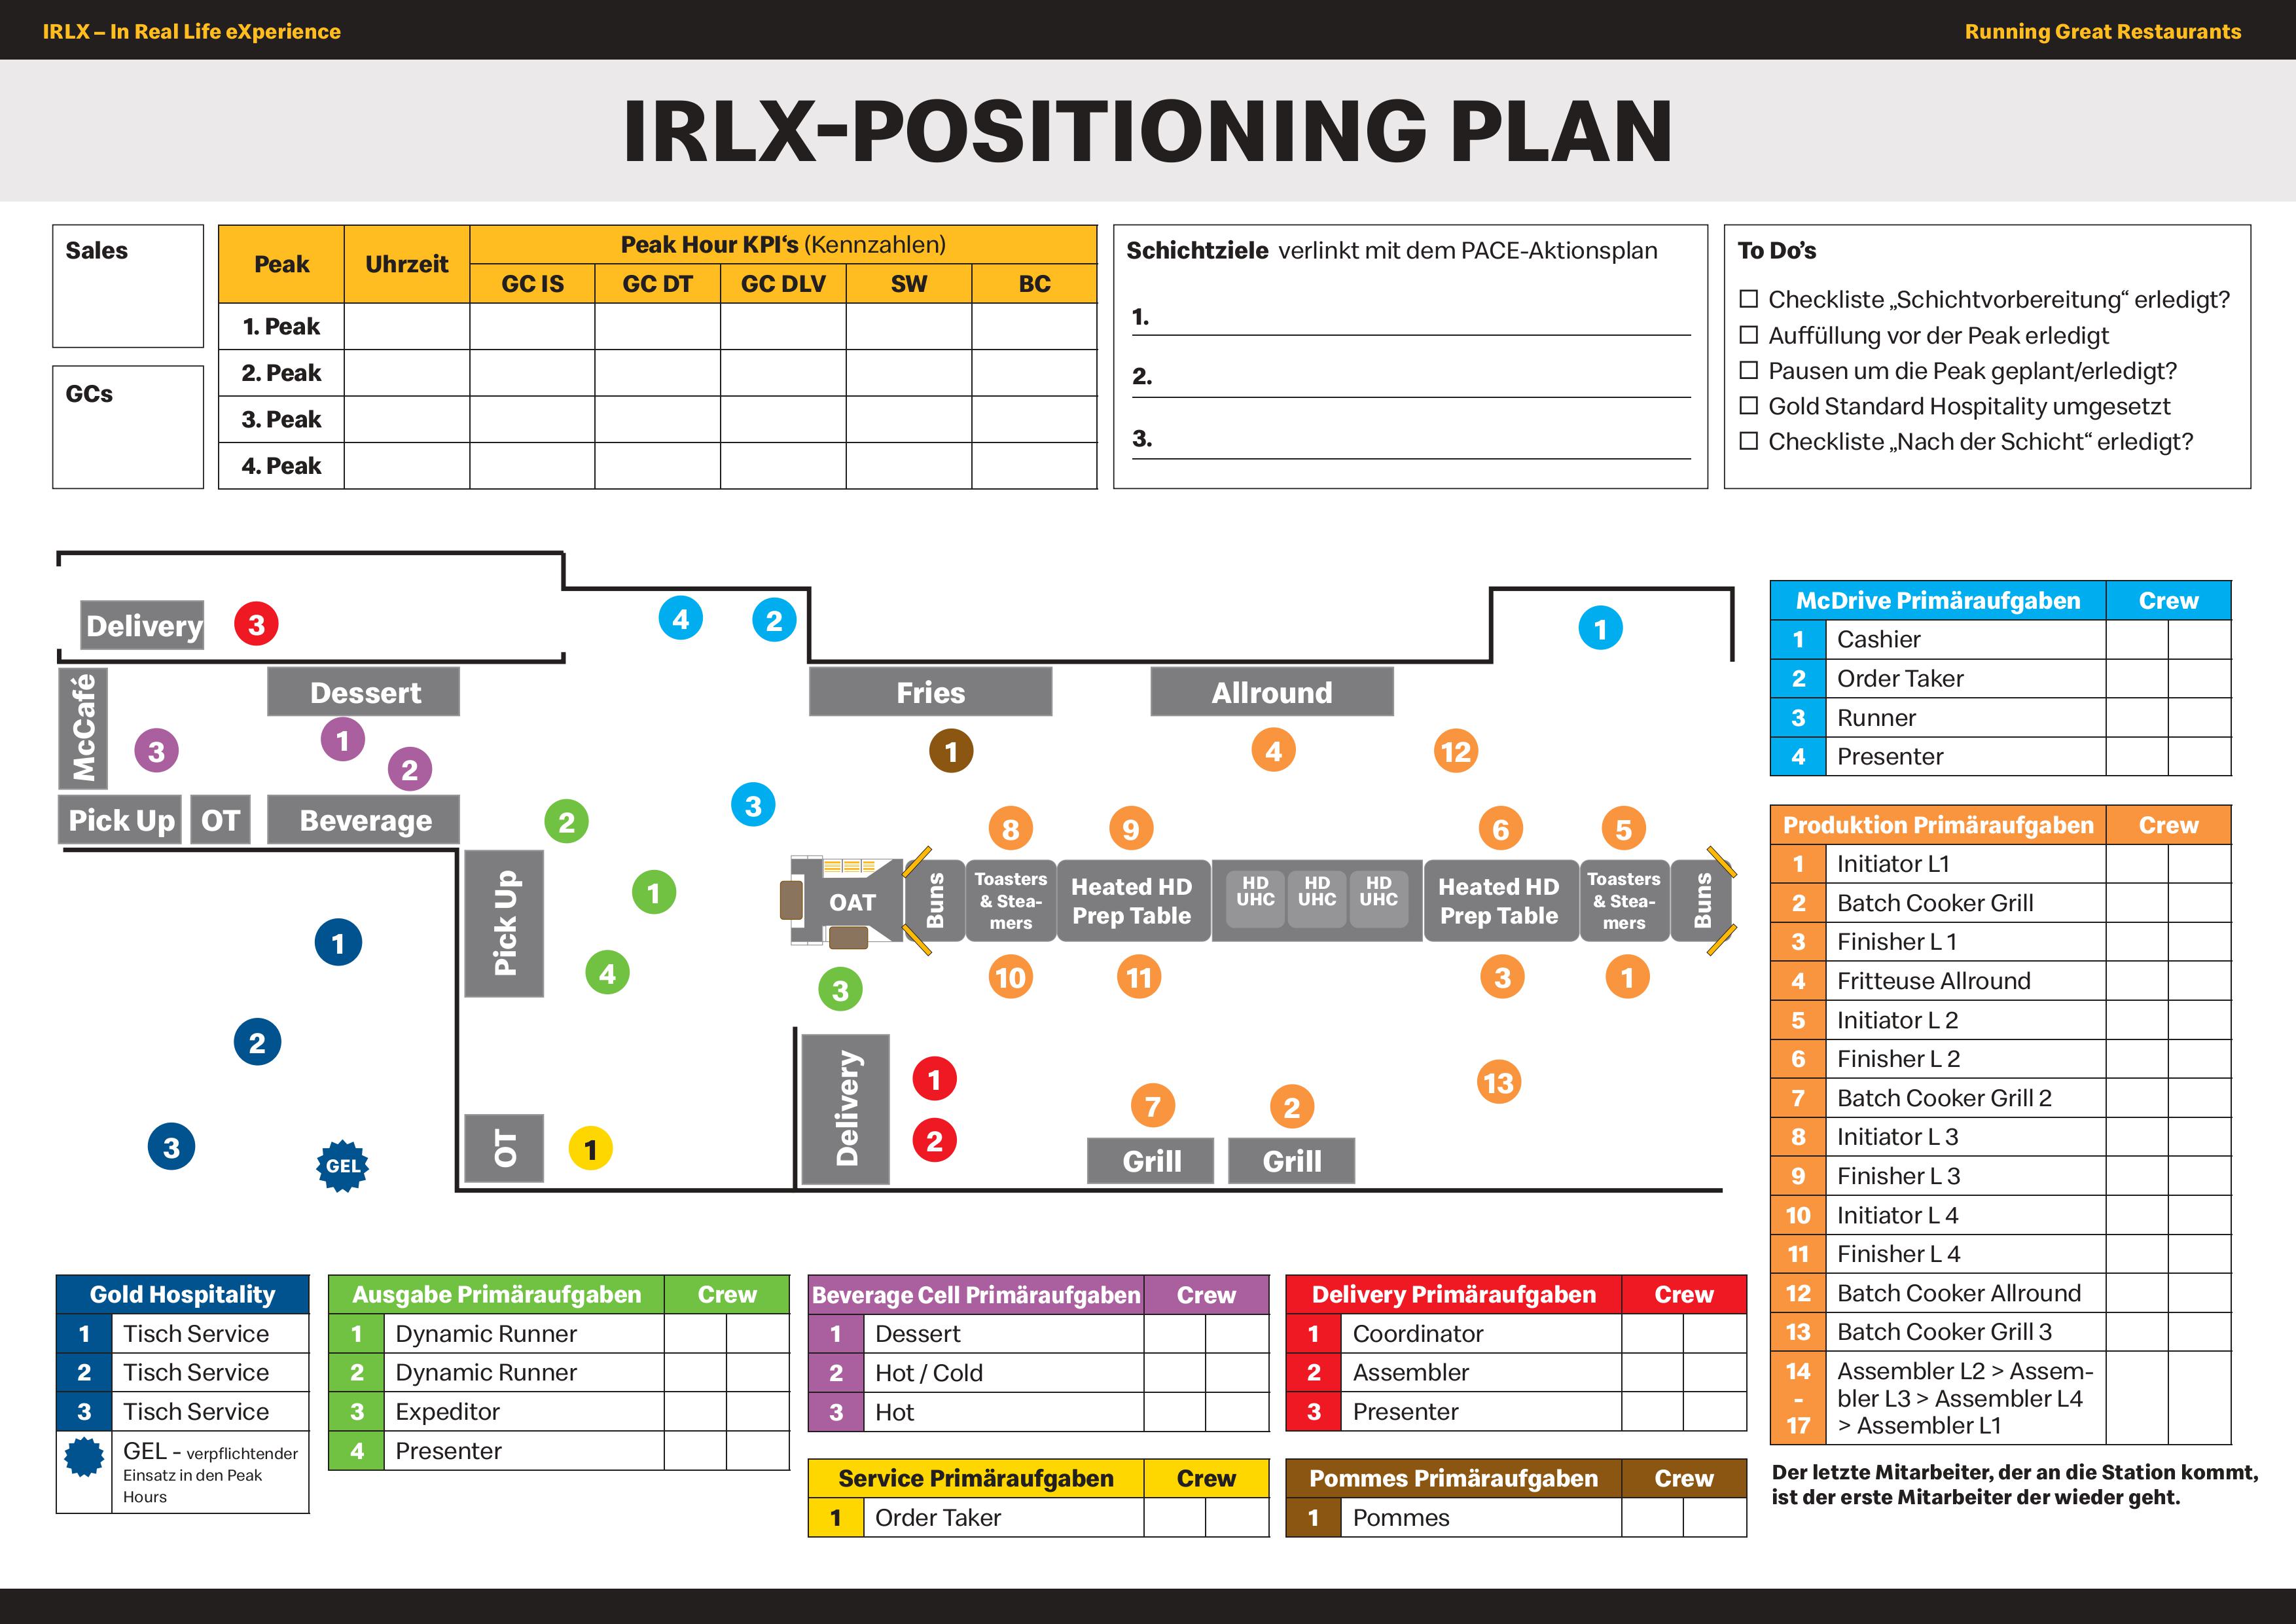 IRLX – In Real Life eXperience
Running Great Restaurants
IRLX-POSITIONING PLAN
Sales
GCs
Peak
Uhrzeit
Peak Hour KPI‘s (Kennzahlen)
GC IS
GC DT
GC DLV
SW
BC
1. Peak
2. Peak
3. Peak
4. Peak
Schichtziele verlinkt mit dem PACE-Aktionsplan
1.
2.
3.
To Do’s
Checkliste „Schichtvorbereitung“ erledigt?
Auffüllung vor der Peak erledigt
Pausen um die Peak geplant/erledigt?
Gold Standard Hospitality umgesetzt
Checkliste „Nach der Schicht“ erledigt?
Delivery
3
4
2
1
McCafé
Dessert
Fries
Allround
3
1
2
1
4
12
Pick Up
OT
Beverage
2
3
8
9
6
5
Pick Up
1
OAT
Buns
Toasters
& Stea-
mers
Heated HD
Prep Table
HD
UHC
HD
UHC
HD
UHC
Heated HD
Prep Table
Toasters
& Stea-
mers
Buns
1
4
3
10
11
3
1
2
Delivery
1
2
13
7
2
3
GEL
OT
1
Grill
Grill
McDrive Primäraufgaben
Crew
1 Cashier
2 Order Taker
3 Runner
4 Presenter
Produktion Primäraufgaben
Crew
1 Initiator L1
2 Batch Cooker Grill
3 Finisher L 1
4 Fritteuse Allround
5 Initiator L 2
6 Finisher L 2
7 Batch Cooker Grill 2
8 Initiator L 3
9 Finisher L 3
10 Initiator L 4
11 Finisher L 4
12 Batch Cooker Allround
13 Batch Cooker Grill 3
14 Assembler L2 > Assem-
- bler L3 > Assembler L4
17 > Assembler L1
Der letzte Mitarbeiter, der an die Station kommt,
ist der erste Mitarbeiter der wieder geht.
Gold Hospitality
1 Tisch Service
2 Tisch Service
3 Tisch Service
GEL - verpflichtender
Einsatz in den Peak
Hours
Ausgabe Primäraufgaben
Crew
1 Dynamic Runner
2 Dynamic Runner
3 Expeditor
4 Presenter
Beverage Cell Primäraufgaben
Crew
1 Dessert
2 Hot / Cold
3 Hot
Delivery Primäraufgaben
Crew
1 Coordinator
2 Assembler
3 Presenter
Service Primäraufgaben
Crew
1 Order Taker
Pommes Primäraufgaben
Crew
1 Pommes